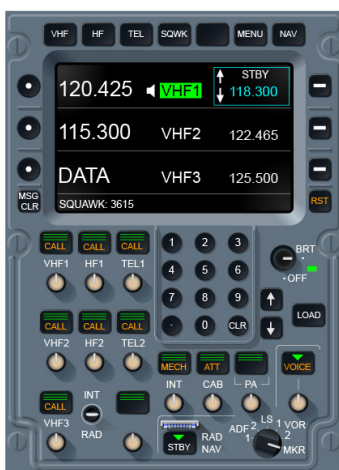 VHF HF TEL SQWK MENU NAV
120.425 VHF1 STBY 118.300
115.300 VHF2 122.465
DATA VHF3 125.500
SQUAWK: 3615
MSG CLR
RST
CALL CALL CALL
VHF1 HF1 TEL1
1 2 3
4 5 6
7 8 9
. 0 CLR
BRT
OFF
LOAD
CALL CALL CALL
VHF2 HF2 TEL2
MECH ATT VOICE
INT CAB PA
CALL
VHF3
INT
RAD
STBY
RAD
NAV
ADF 1 2
LS
1 VOR
2
MKR